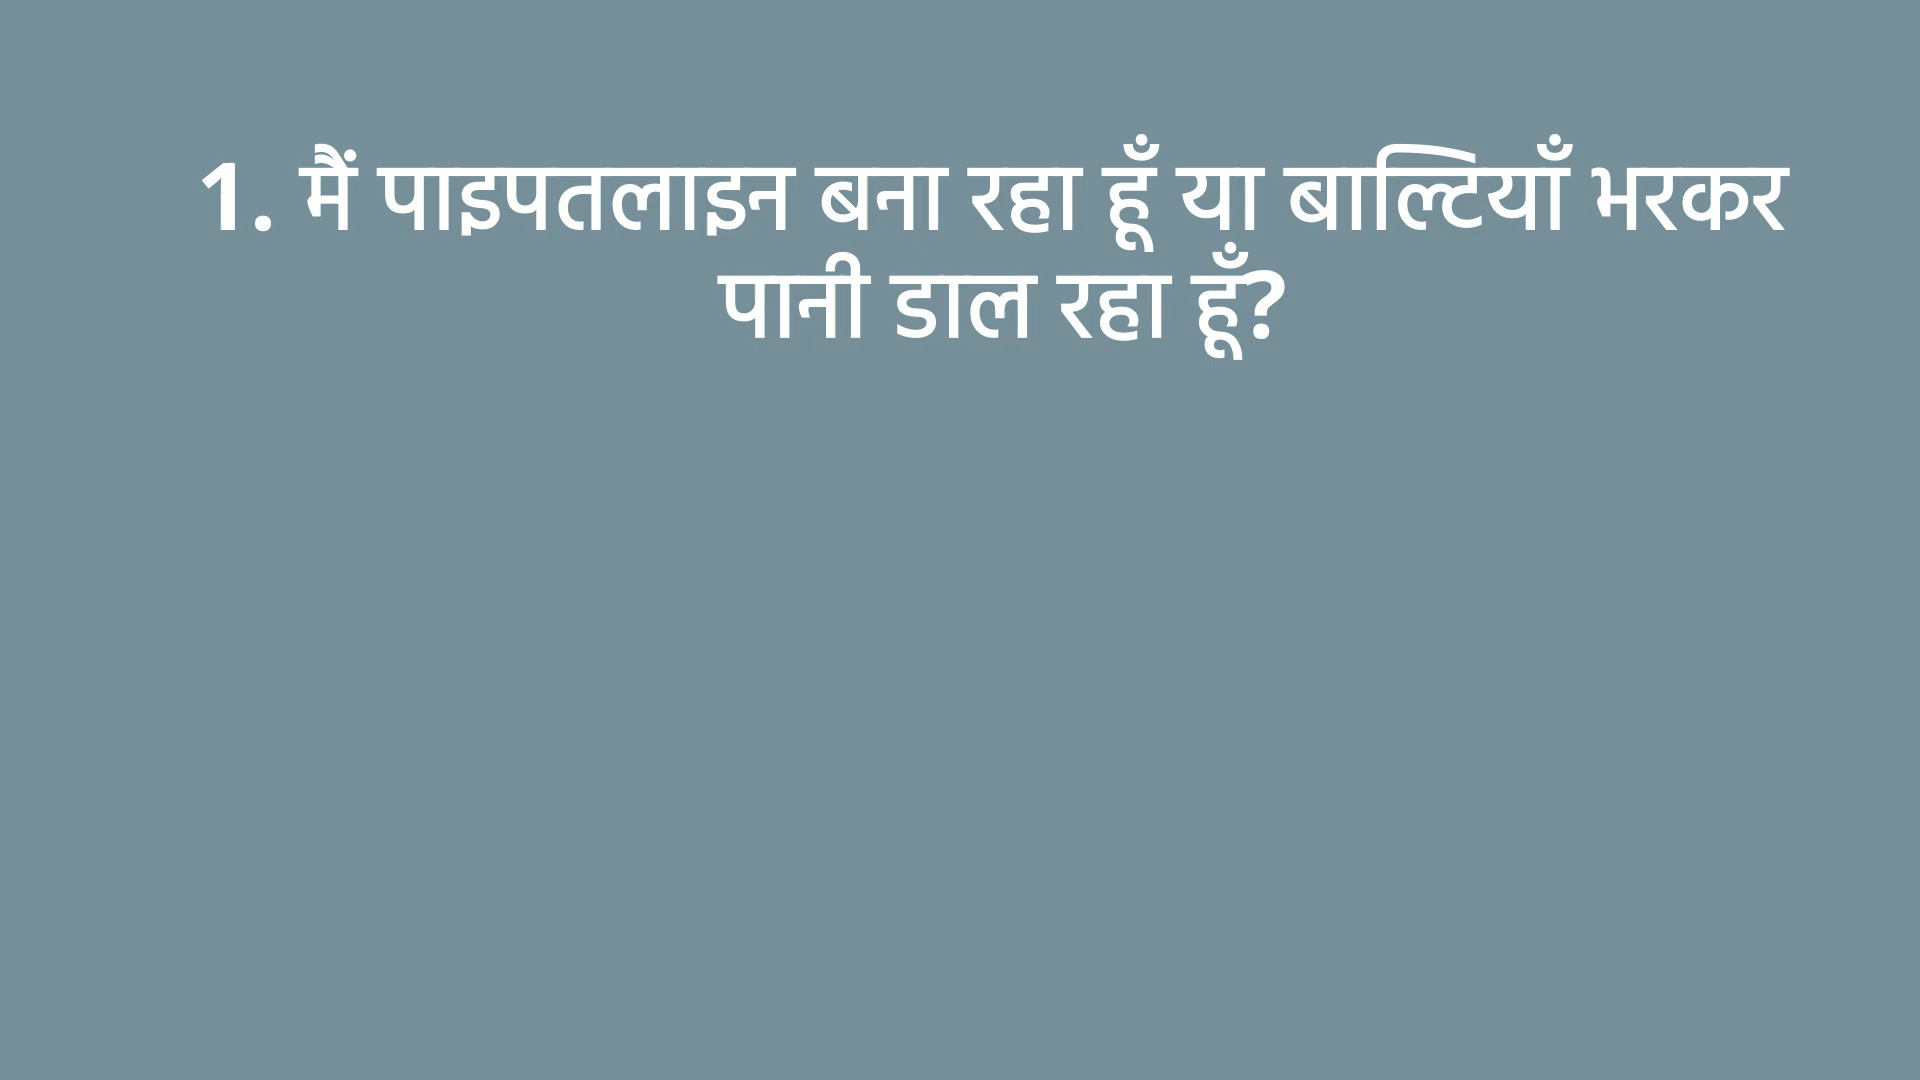 1. मैं पाइपतलाइन बना रहा हूँ या बाल्टियाँ भरकर
पानी डाल रहा हूँ?